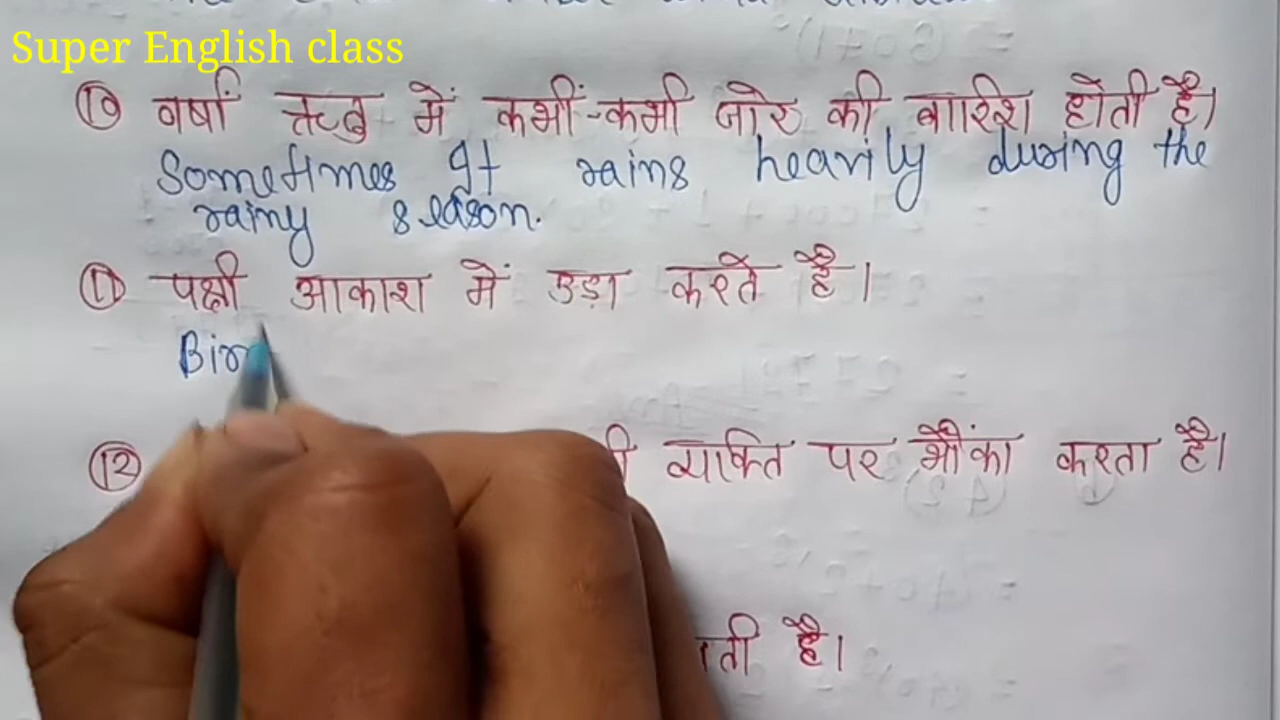 Super English class
⑩ वर्षा ऋतु में कभीं-कभी जोर की बारिश होती है।
Sometimes It rains heavily during the
rainy season.
⑪ पक्षी आकाश में उड़ा करते है।
Bir
⑫ व्यक्ति पर भौंका करता है।
है।